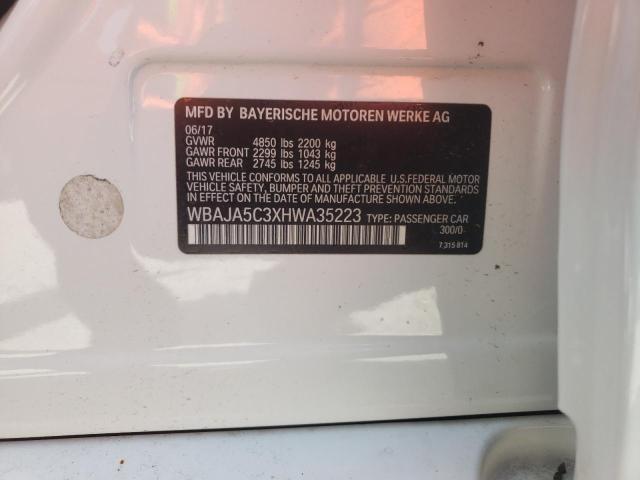 MFD BY BAYERISCHE MOTOREN WERKE AG
06/17
GVWR 4850 lbs 2200 kg
GAWR FRONT 2299 lbs 1043 kg
GAWR REAR 2745 lbs 1245 kg
THIS VEHICLE CONFORMS TO ALL APPLICABLE U.S.FEDERAL MOTOR
VEHICLE SAFETY, BUMPER AND THEFT PREVENTION STANDARDS
IN EFFECT ON THE DATE OF MANUFACTURE SHOWN ABOVE.
WBAJA5C3XHWA35223 TYPE: PASSENGER CAR
300/0
7 315 814